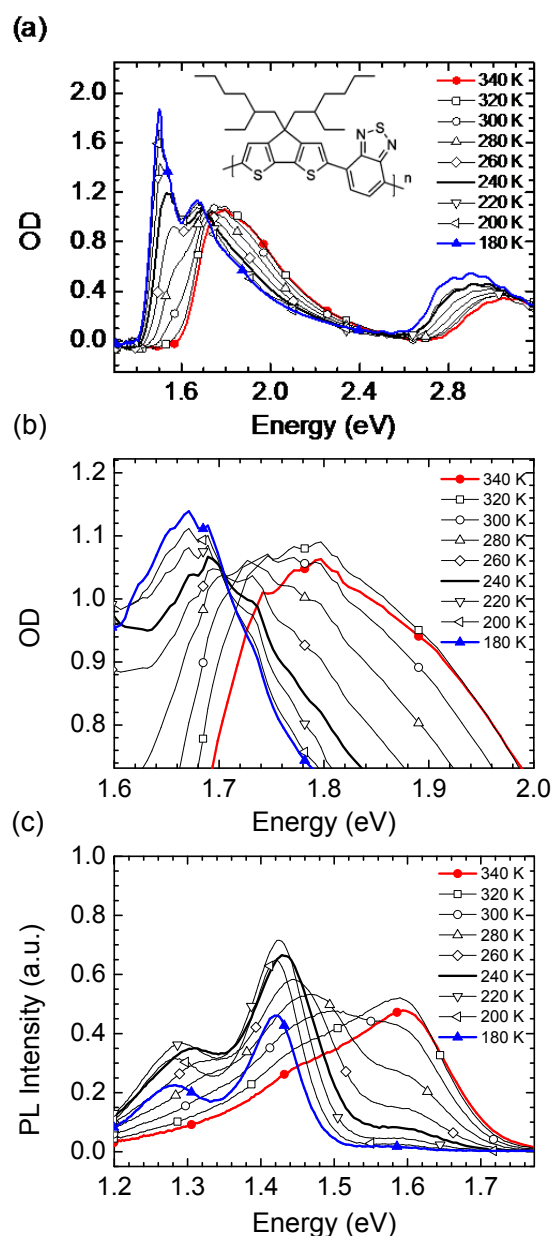 (a)
2.0
1.6
1.2
0.8
0.4
0.0
OD
N
S
N
S
S
n
340 K
320 K
300 K
280 K
260 K
240 K
220 K
200 K
180 K
1.6 2.0 2.4 2.8
Energy (eV)
(b)
1.2
1.1
1.0
0.9
0.8
OD
340 K
320 K
300 K
280 K
260 K
240 K
220 K
200 K
180 K
1.6 1.7 1.8 1.9 2.0
Energy (eV)
(c)
1.0
0.8
0.6
0.4
0.2
0.0
PL Intensity (a.u.)
340 K
320 K
300 K
280 K
260 K
240 K
220 K
200 K
180 K
1.2 1.3 1.4 1.5 1.6 1.7
Energy (eV)